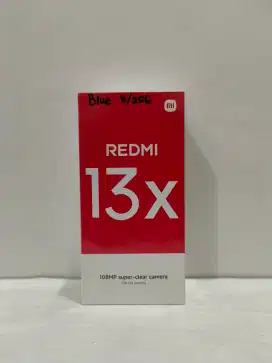 Blue 8/256
mi
REDMI
13x
108MP super-clear camera